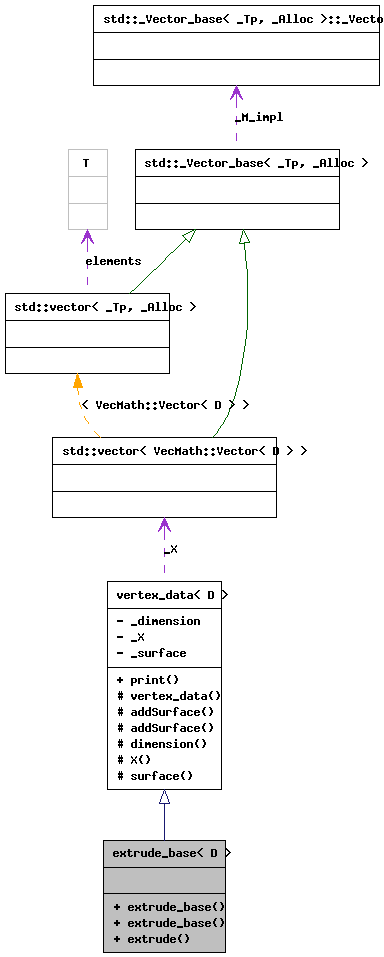 std::_Vector_base< _Tp, _Alloc >::_Vecto
_M_impl
T
std::_Vector_base< _Tp, _Alloc >
elements
std::vector< _Tp, _Alloc >
< VecMath::Vector< D > >
std::vector< VecMath::Vector< D > >
_X
vertex_data< D >
- _dimension
- _X
- _surface
+ print()
# vertex_data()
# addSurface()
# addSurface()
# dimension()
# X()
# surface()
extrude_base< D >
+ extrude_base()
+ extrude_base()
+ extrude()